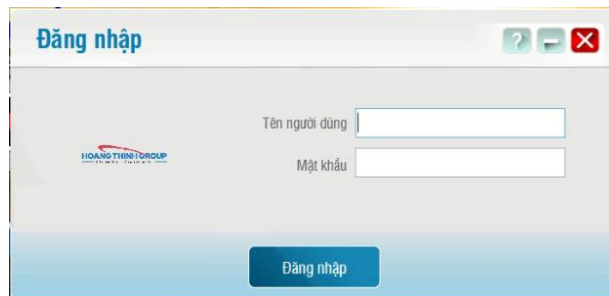 Đăng nhập
?
Tên người dùng
HOANG THINH GROUP
Mật khẩu
Đăng nhập